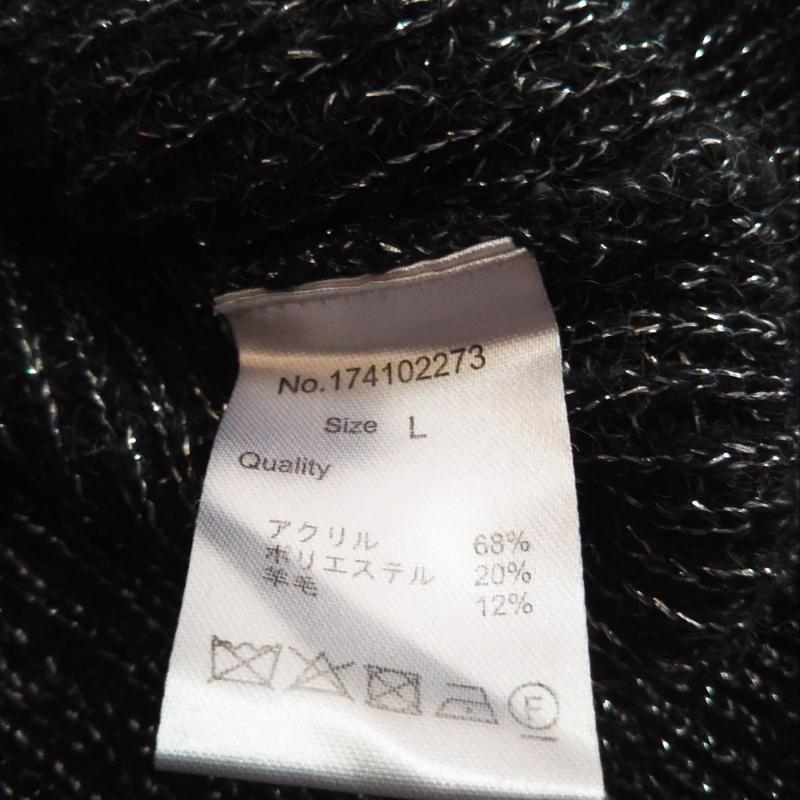 No.174102273
Size L
Quality
アクリル 68%
ポリエステル 20%
羊毛 12%
F